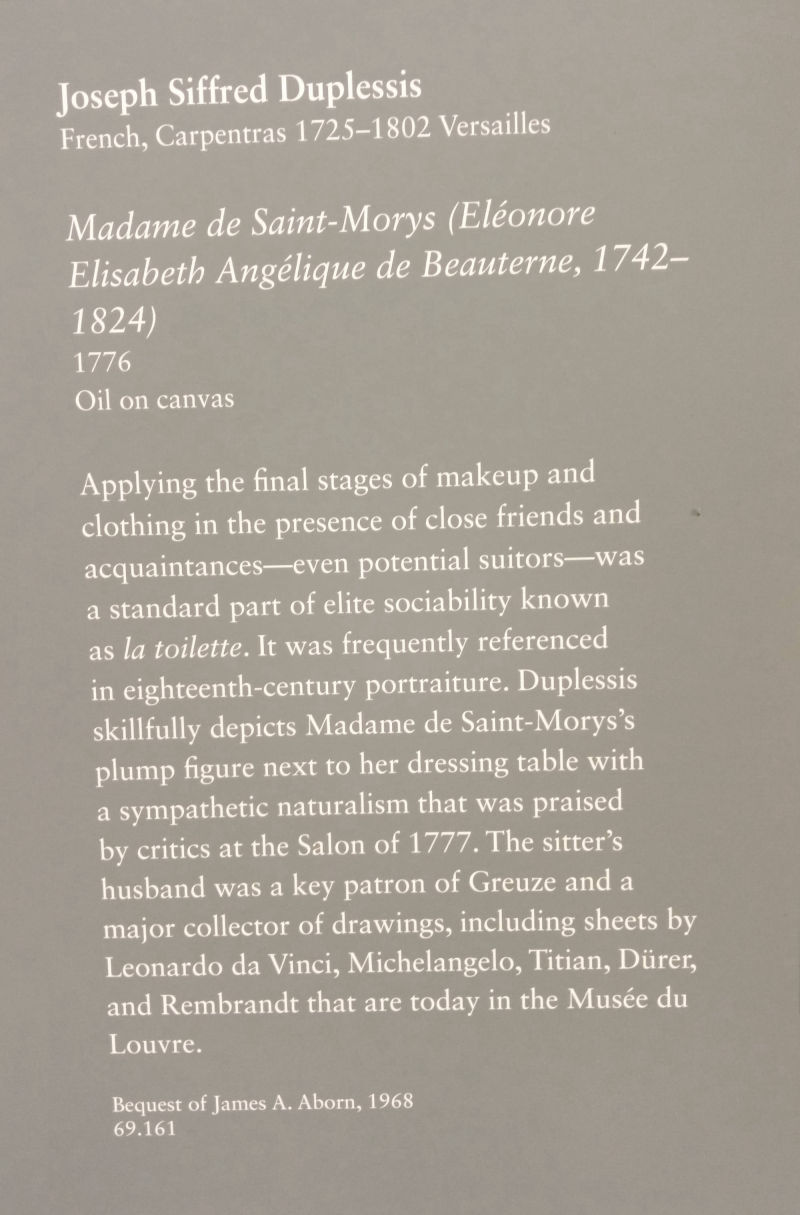 Joseph Siffred Duplessis
French, Carpentras 1725–1802 Versailles
Madame de Saint-Morys (Eléonore
Elisabeth Angélique de Beauterne, 1742–
1824)
1776
Oil on canvas
Applying the final stages of makeup and
clothing in the presence of close friends and
acquaintances—even potential suitors—was
a standard part of elite sociability known
as la toilette. It was frequently referenced
in eighteenth-century portraiture. Duplessis
skillfully depicts Madame de Saint-Morys’s
plump figure next to her dressing table with
a sympathetic naturalism that was praised
by critics at the Salon of 1777. The sitter’s
husband was a key patron of Greuze and a
major collector of drawings, including sheets by
Leonardo da Vinci, Michelangelo, Titian, Dürer,
and Rembrandt that are today in the Musée du
Louvre.
Bequest of James A. Aborn, 1968
69.161